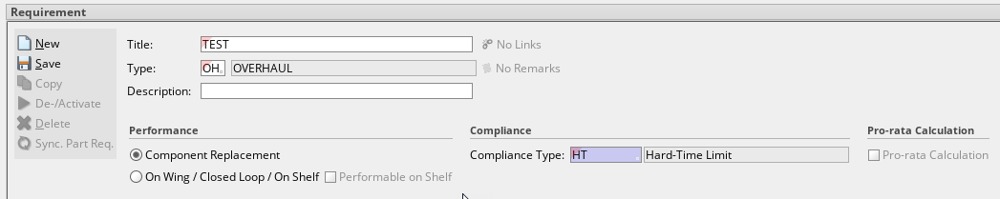 Requirement
New
Save
Copy
De-/Activate
Delete
Sync. Part Req.
Title: TEST No Links
Type: OH. OVERHAUL No Remarks
Description:
Performance
Component Replacement
On Wing / Closed Loop / On Shelf Performable on Shelf
Compliance
Compliance Type: HT Hard-Time Limit
Pro-rata Calculation
Pro-rata Calculation